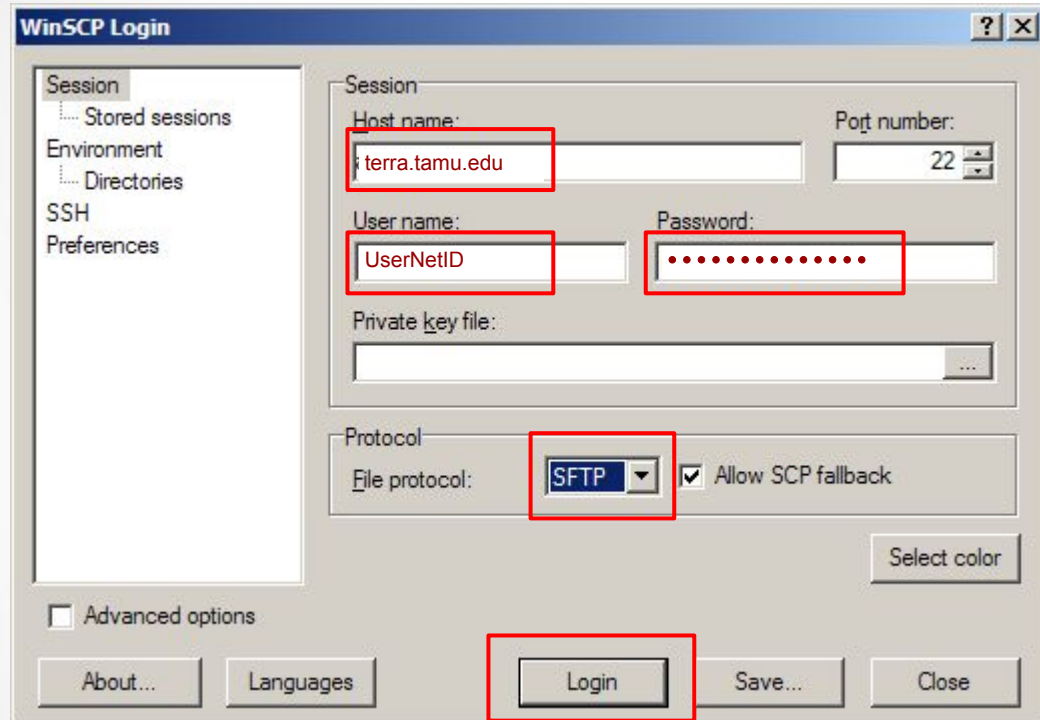 WinSCP Login
Session
Stored sessions
Environment
Directories
SSH
Preferences
Session
Host name:
Port number:
terra.tamu.edu
22
User name:
Password:
UserNetID
••••••••••••••
Private key file:
...
Protocol
File protocol:
SFTP
Allow SCP fallback
Select color
Advanced options
About...
Languages
Login
Save...
Close